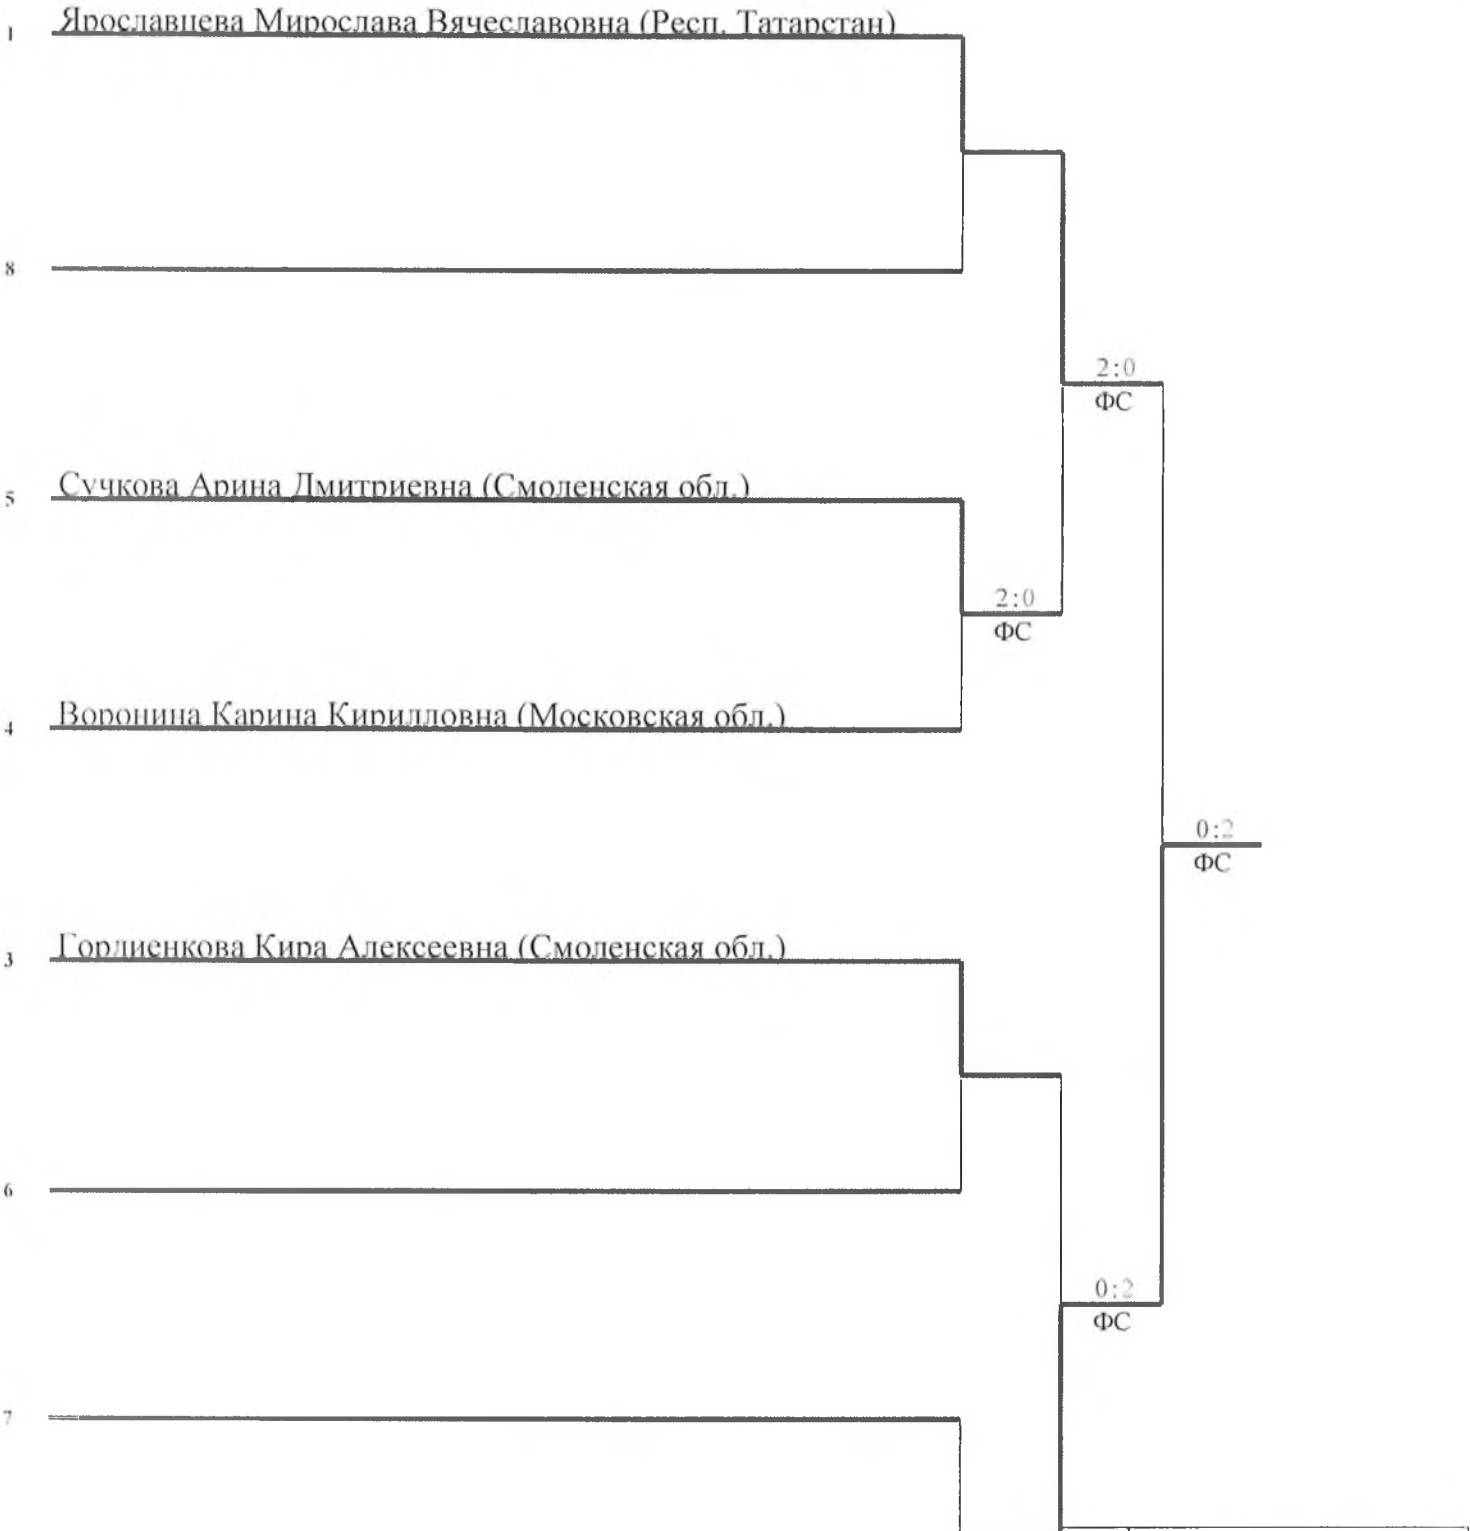 1 Ярославцева Мирослава Вячеславовна (Респ. Татарстан)
8
2:0
ФС
5 Сучкова Арина Дмитриевна (Смоленская обл.)
2:0
ФС
4 Воронина Карина Кирилловна (Московская обл.)
0:2
ФС
3 Гордиенкова Кира Алексеевна (Смоленская обл.)
6
0:2
ФС
7